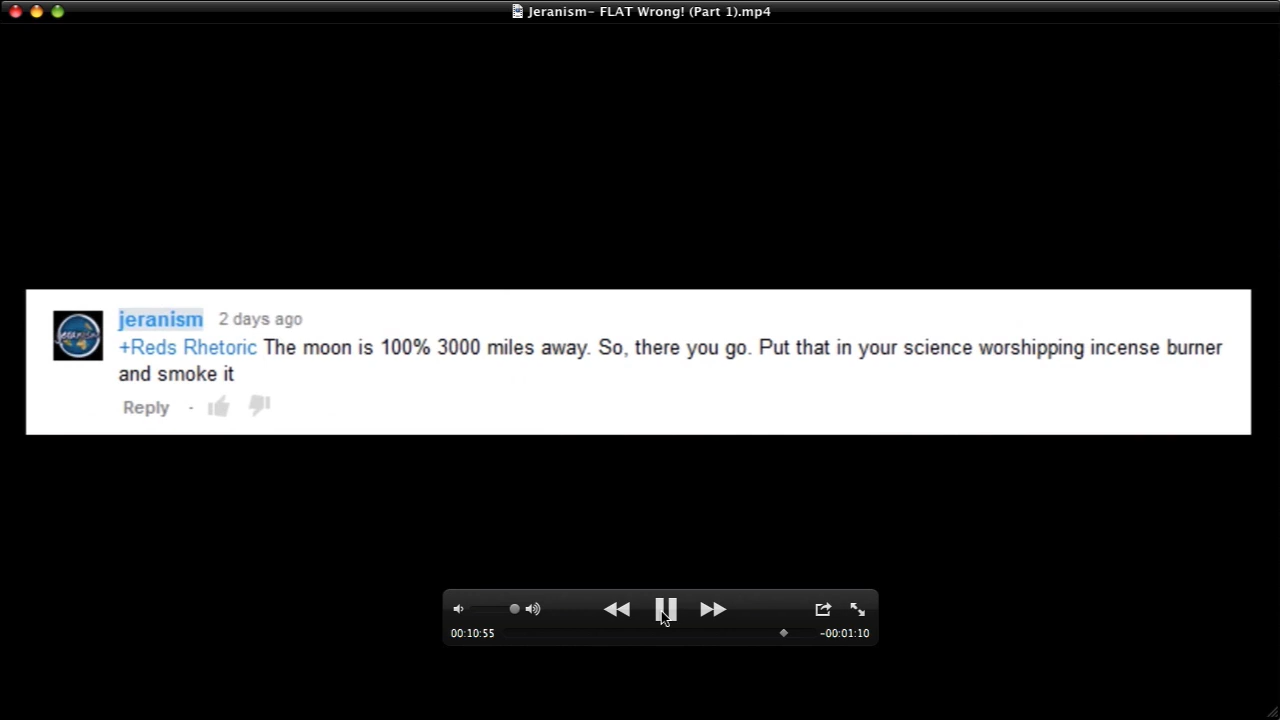 Jeranism- FLAT Wrong! (Part 1).mp4
jeranism 2 days ago
+Reds Rhetoric The moon is 100% 3000 miles away. So, there you go. Put that in your science worshipping incense burner
and smoke it
Reply ·
00:10:55 -00:01:10